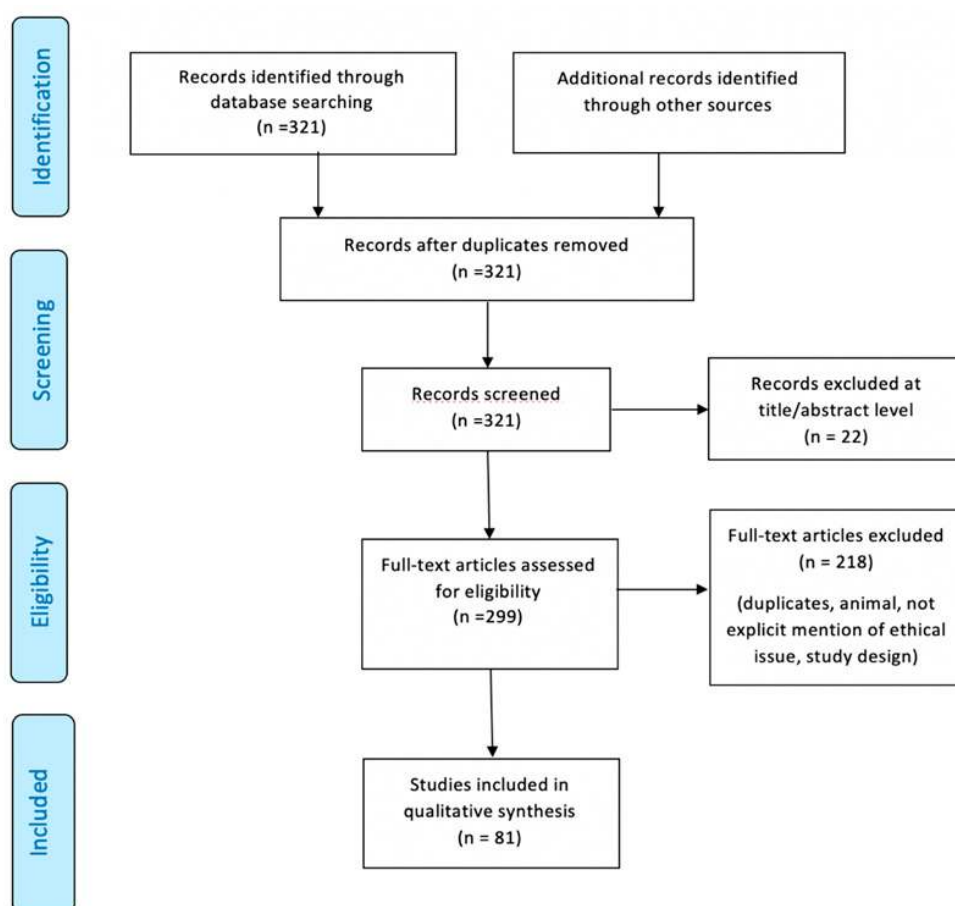 Identification
Records identified through
database searching
(n =321)
Additional records identified
through other sources
Records after duplicates removed
(n =321)
Screening
Records screened
(n =321)
Records excluded at
title/abstract level
(n = 22)
Eligibility
Full-text articles assessed
for eligibility
(n =299)
Full-text articles excluded
(n = 218)
(duplicates, animal, not
explicit mention of ethical
issue, study design)
Included
Studies included in
qualitative synthesis
(n = 81)